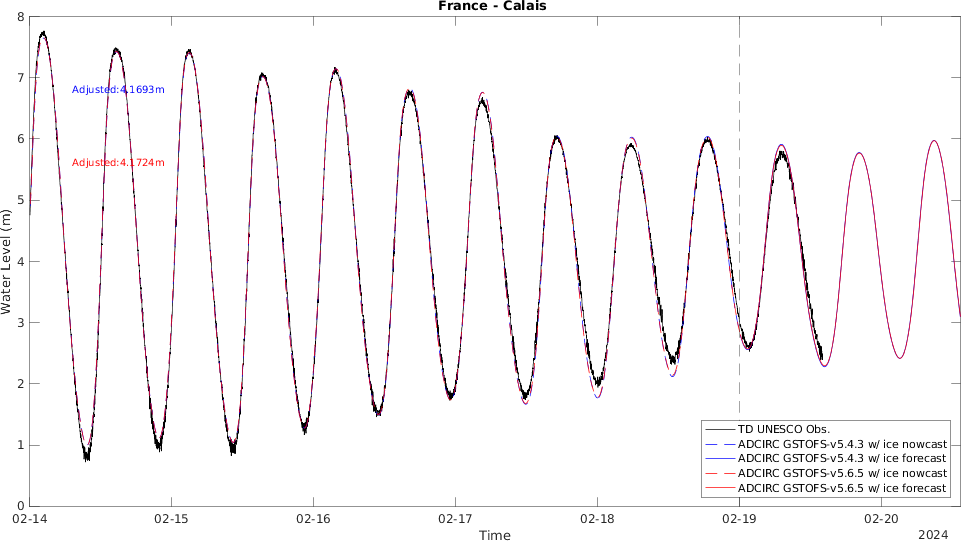 France - Calais
8
7
6
5
4
3
2
1
0
Water Level (m)
Adjusted:4.1693m
Adjusted:4.1724m
TD UNESCO Obs.
ADCIRC GSTOFS-v5.4.3 w/ ice nowcast
ADCIRC GSTOFS-v5.4.3 w/ ice forecast
ADCIRC GSTOFS-v5.6.5 w/ ice nowcast
ADCIRC GSTOFS-v5.6.5 w/ ice forecast
02-14 02-15 02-16 02-17 02-18 02-19 02-20
Time
2024